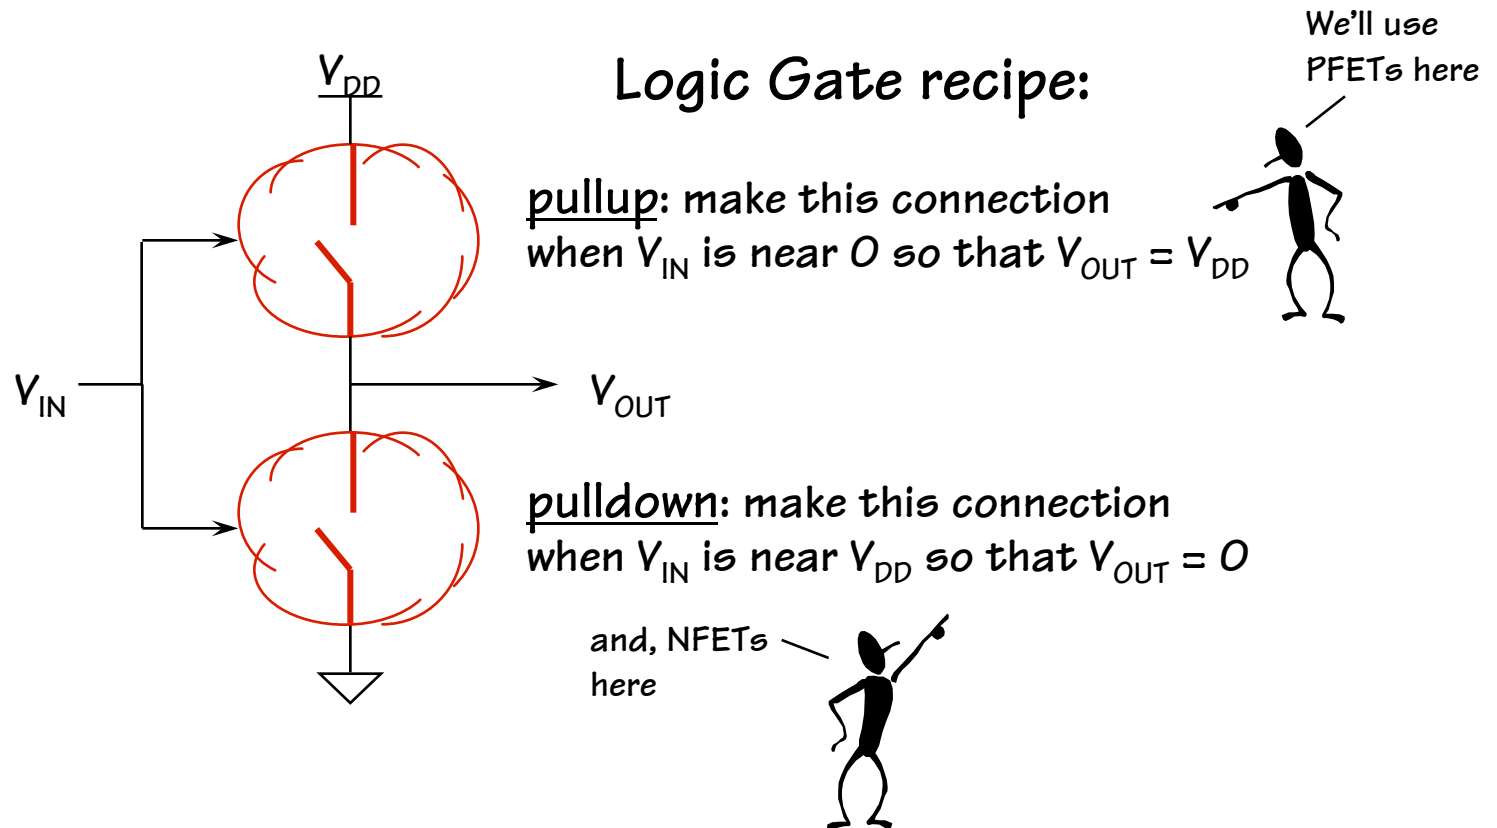 We'll use
PFETs here
Logic Gate recipe:
V_DD
pullup: make this connection
when V_IN is near 0 so that V_OUT = V_DD
V_IN
V_OUT
pulldown: make this connection
when V_IN is near V_DD so that V_OUT = 0
and, NFETs
here